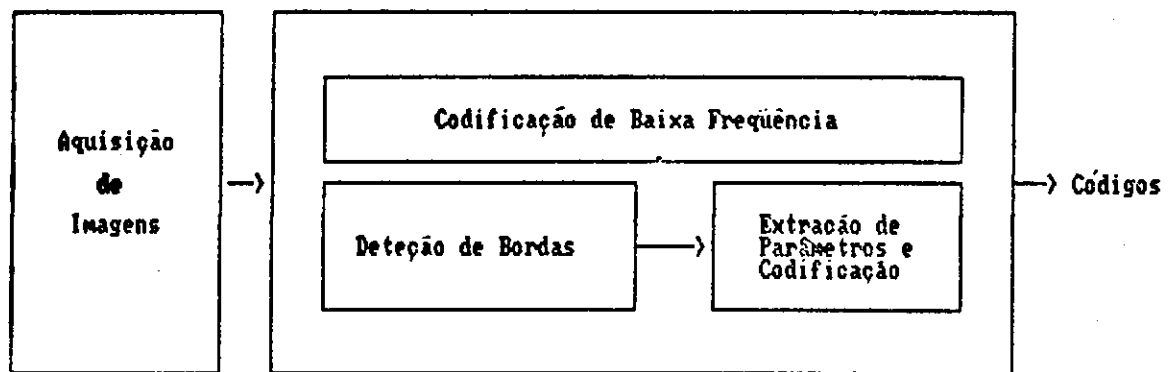 Aquisição
de
Imagens
Codificação de Baixa Freqüência
Deteção de Bordas
Extração de
Parâmetros e
Codificação
Códigos